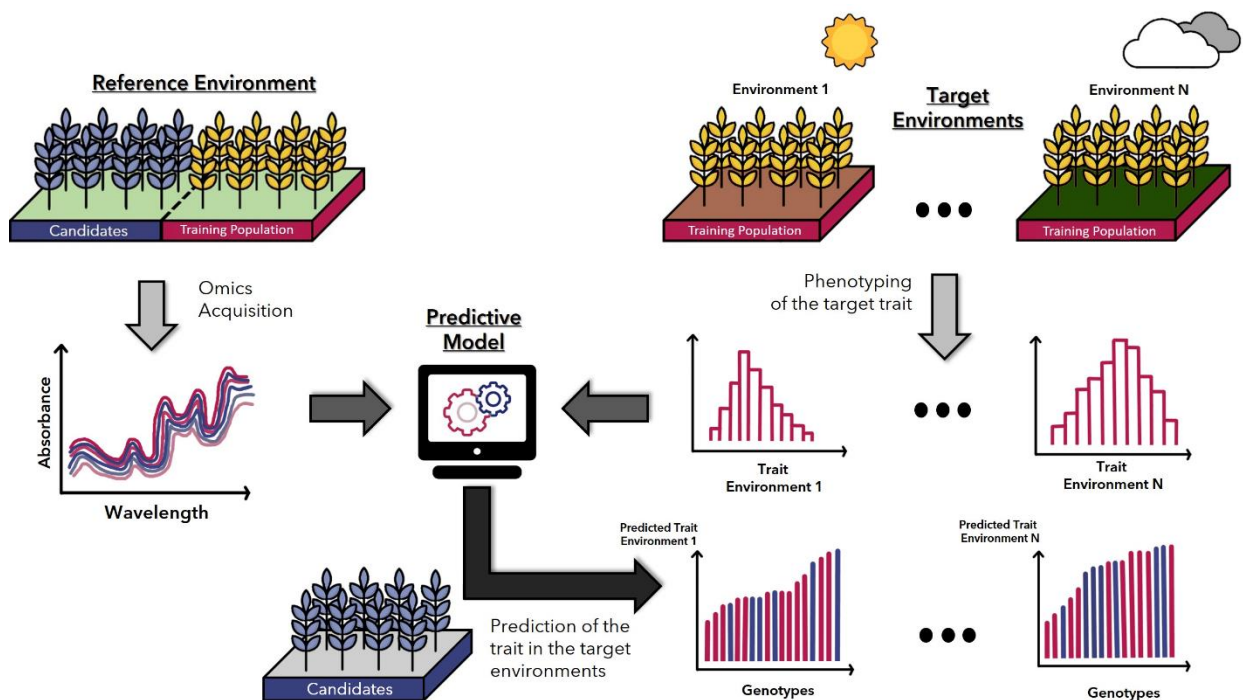 Reference Environment
Candidates
Training Population
Environment 1
Target
Environments
Environment N
Training Population
Training Population
Omics
Acquisition
Phenotyping
of the target trait
Predictive
Model
Absorbance
Wavelength
Trait
Environment 1
Trait
Environment N
Predicted Trait
Environment 1
Predicted Trait
Environment N
Prediction of the
trait in the target
environments
Candidates
Genotypes
Genotypes